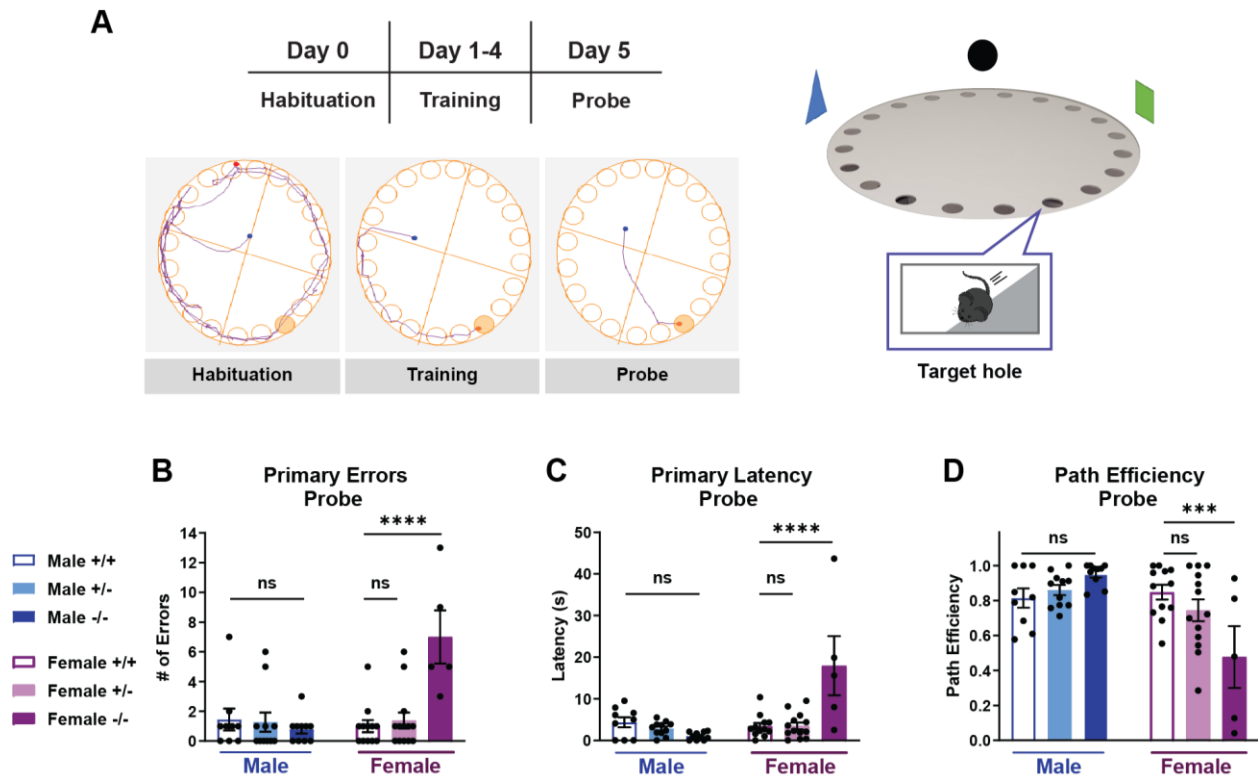 A
Day 0 Day 1-4 Day 5
Habituation Training Probe
Habituation Training Probe
Target hole
Male +/+
Male +/-
Male -/-
Female +/+
Female +/-
Female -/-
B
Primary Errors
Probe
# of Errors
14
12
10
8
6
4
2
0
ns
ns
****
Male Female
C
Primary Latency
Probe
Latency (s)
50
40
30
20
10
0
ns
ns
****
Male Female
D
Path Efficiency
Probe
Path Efficiency
1.0
0.8
0.6
0.4
0.2
0.0
ns
ns
***
Male Female